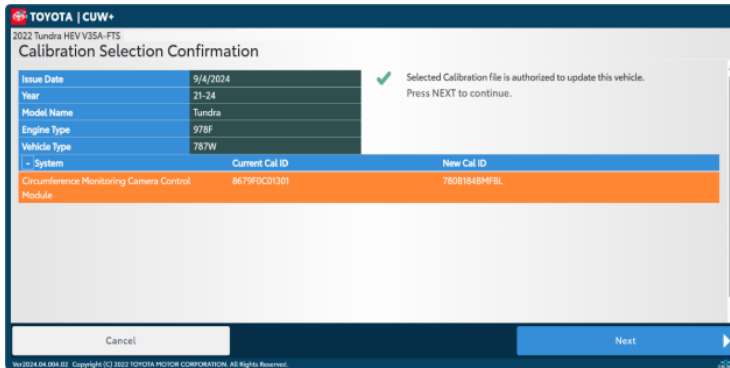 TOYOTA | CUW+
2022 Tundra HEV V35A-FTS
Calibration Selection Confirmation
Issue Date 9/4/2024
Year 21-24
Model Name Tundra
Engine Type 978F
Vehicle Type 787W
Selected Calibration file is authorized to update this vehicle.
Press NEXT to continue.
- System Current Cal ID New Cal ID
Circumference Monitoring Camera Control 8679F0C01301 780B184BMFBL
Module
Cancel Next
Ver2024.04.004.02 Copyright (C) 2022 TOYOTA MOTOR CORPORATION. All Rights Reserved.